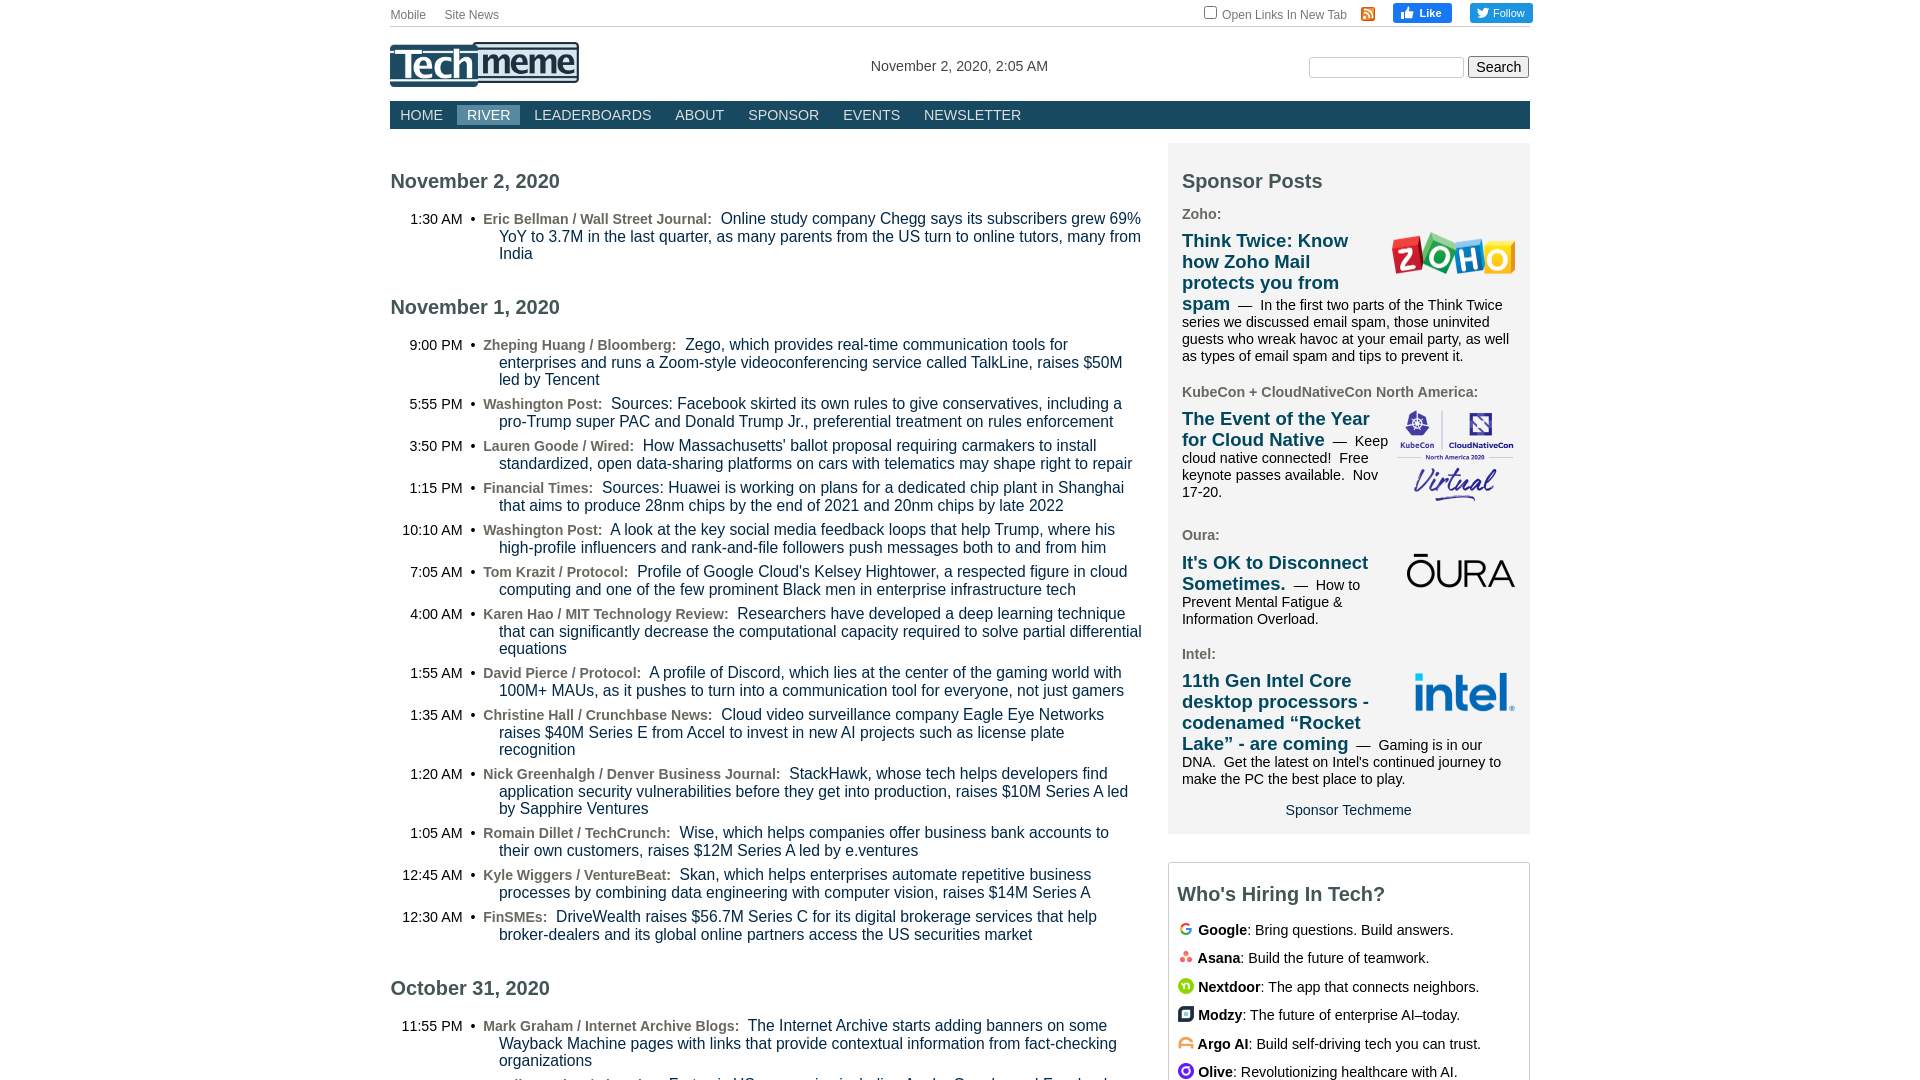 Mobile Site News Open Links In New Tab Like Follow
Techmeme
November 2, 2020, 2:05 AM
Search
HOME RIVER LEADERBOARDS ABOUT SPONSOR EVENTS NEWSLETTER
November 2, 2020
1:30 AM • Eric Bellman / Wall Street Journal: Online study company Chegg says its subscribers grew 69%
YoY to 3.7M in the last quarter, as many parents from the US turn to online tutors, many from
India
November 1, 2020
9:00 PM • Zheping Huang / Bloomberg: Zego, which provides real-time communication tools for
enterprises and runs a Zoom-style videoconferencing service called TalkLine, raises $50M
led by Tencent
5:55 PM • Washington Post: Sources: Facebook skirted its own rules to give conservatives, including a
pro-Trump super PAC and Donald Trump Jr., preferential treatment on rules enforcement
3:50 PM • Lauren Goode / Wired: How Massachusetts' ballot proposal requiring carmakers to install
standardized, open data-sharing platforms on cars with telematics may shape right to repair
1:15 PM • Financial Times: Sources: Huawei is working on plans for a dedicated chip plant in Shanghai
that aims to produce 28nm chips by the end of 2021 and 20nm chips by late 2022
10:10 AM • Washington Post: A look at the key social media feedback loops that help Trump, where his
high-profile influencers and rank-and-file followers push messages both to and from him
7:05 AM • Tom Krazit / Protocol: Profile of Google Cloud's Kelsey Hightower, a respected figure in cloud
computing and one of the few prominent Black men in enterprise infrastructure tech
4:00 AM • Karen Hao / MIT Technology Review: Researchers have developed a deep learning technique
that can significantly decrease the computational capacity required to solve partial differential
equations
1:55 AM • David Pierce / Protocol: A profile of Discord, which lies at the center of the gaming world with
100M+ MAUs, as it pushes to turn into a communication tool for everyone, not just gamers
1:35 AM • Christine Hall / Crunchbase News: Cloud video surveillance company Eagle Eye Networks
raises $40M Series E from Accel to invest in new AI projects such as license plate
recognition
1:20 AM • Nick Greenhalgh / Denver Business Journal: StackHawk, whose tech helps developers find
application security vulnerabilities before they get into production, raises $10M Series A led
by Sapphire Ventures
1:05 AM • Romain Dillet / TechCrunch: Wise, which helps companies offer business bank accounts to
their own customers, raises $12M Series A led by e.ventures
12:45 AM • Kyle Wiggers / VentureBeat: Skan, which helps enterprises automate repetitive business
processes by combining data engineering with computer vision, raises $14M Series A
12:30 AM • FinSMEs: DriveWealth raises $56.7M Series C for its digital brokerage services that help
broker-dealers and its global online partners access the US securities market
October 31, 2020
11:55 PM • Mark Graham / Internet Archive Blogs: The Internet Archive starts adding banners on some
Wayback Machine pages with links that provide contextual information from fact-checking
organizations
Sponsor Posts
Zoho:
Think Twice: Know
how Zoho Mail
protects you from
spam — In the first two parts of the Think Twice
series we discussed email spam, those uninvited
guests who wreak havoc at your email party, as well
as types of email spam and tips to prevent it.
ZOHO
KubeCon + CloudNativeCon North America:
The Event of the Year
for Cloud Native — Keep
cloud native connected! Free
keynote passes available. Nov
17-20.
KubeCon CloudNativeCon
North America 2020
Virtual
Oura:
It's OK to Disconnect
Sometimes. — How to
Prevent Mental Fatigue &
Information Overload.
ŌURA
Intel:
11th Gen Intel Core
desktop processors -
codenamed “Rocket
Lake” - are coming — Gaming is in our
DNA. Get the latest on Intel's continued journey to
make the PC the best place to play.
intel®
Sponsor Techmeme
Who's Hiring In Tech?
Google: Bring questions. Build answers.
Asana: Build the future of teamwork.
Nextdoor: The app that connects neighbors.
Modzy: The future of enterprise AI–today.
Argo AI: Build self-driving tech you can trust.
Olive: Revolutionizing healthcare with AI.